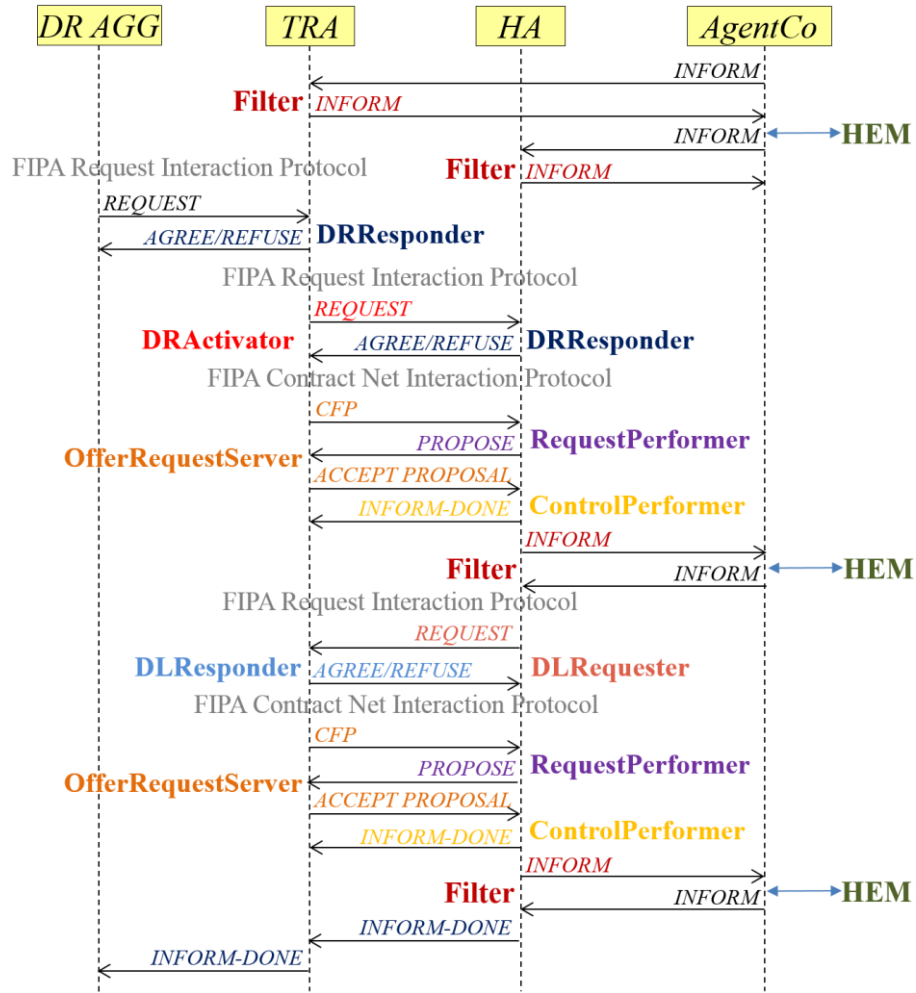 DR AGG TRA HA AgentCo
INFORM
Filter INFORM
INFORM HEM
FIPA Request Interaction Protocol Filter INFORM
REQUEST
AGREE/REFUSE DRResponder
FIPA Request Interaction Protocol
REQUEST
DRActivator AGREE/REFUSE DRResponder
FIPA Contract Net Interaction Protocol
CFP
OfferRequestServer PROPOSE RequestPerformer
ACCEPT PROPOSAL
INFORM-DONE ControlPerformer
INFORM
Filter INFORM HEM
FIPA Request Interaction Protocol
REQUEST
DLResponder AGREE/REFUSE DLRequester
FIPA Contract Net Interaction Protocol
CFP
OfferRequestServer PROPOSE RequestPerformer
ACCEPT PROPOSAL
INFORM-DONE ControlPerformer
INFORM
Filter INFORM HEM
INFORM-DONE
INFORM-DONE